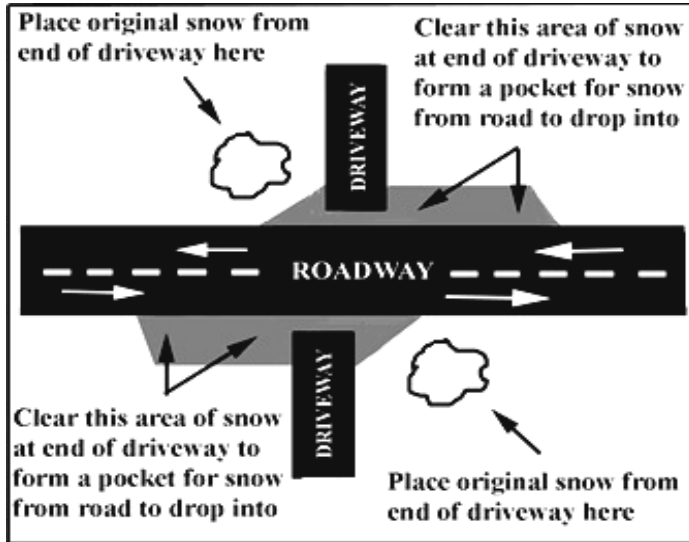 Place original snow from
end of driveway here
Clear this area of snow
at end of driveway to
form a pocket for snow
from road to drop into
DRIVEWAY
ROADWAY
DRIVEWAY
Clear this area of snow
at end of driveway to
form a pocket for snow
from road to drop into
Place original snow from
end of driveway here